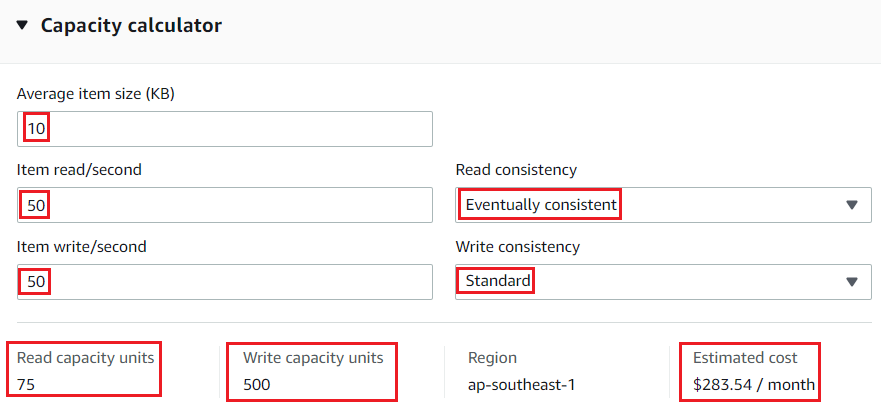 Capacity calculator
Average item size (KB)
10
Item read/second
Read consistency
50
Eventually consistent
Item write/second
Write consistency
50
Standard
Read capacity units
Write capacity units
Region
Estimated cost
75
500
ap-southeast-1
$283.54 / month